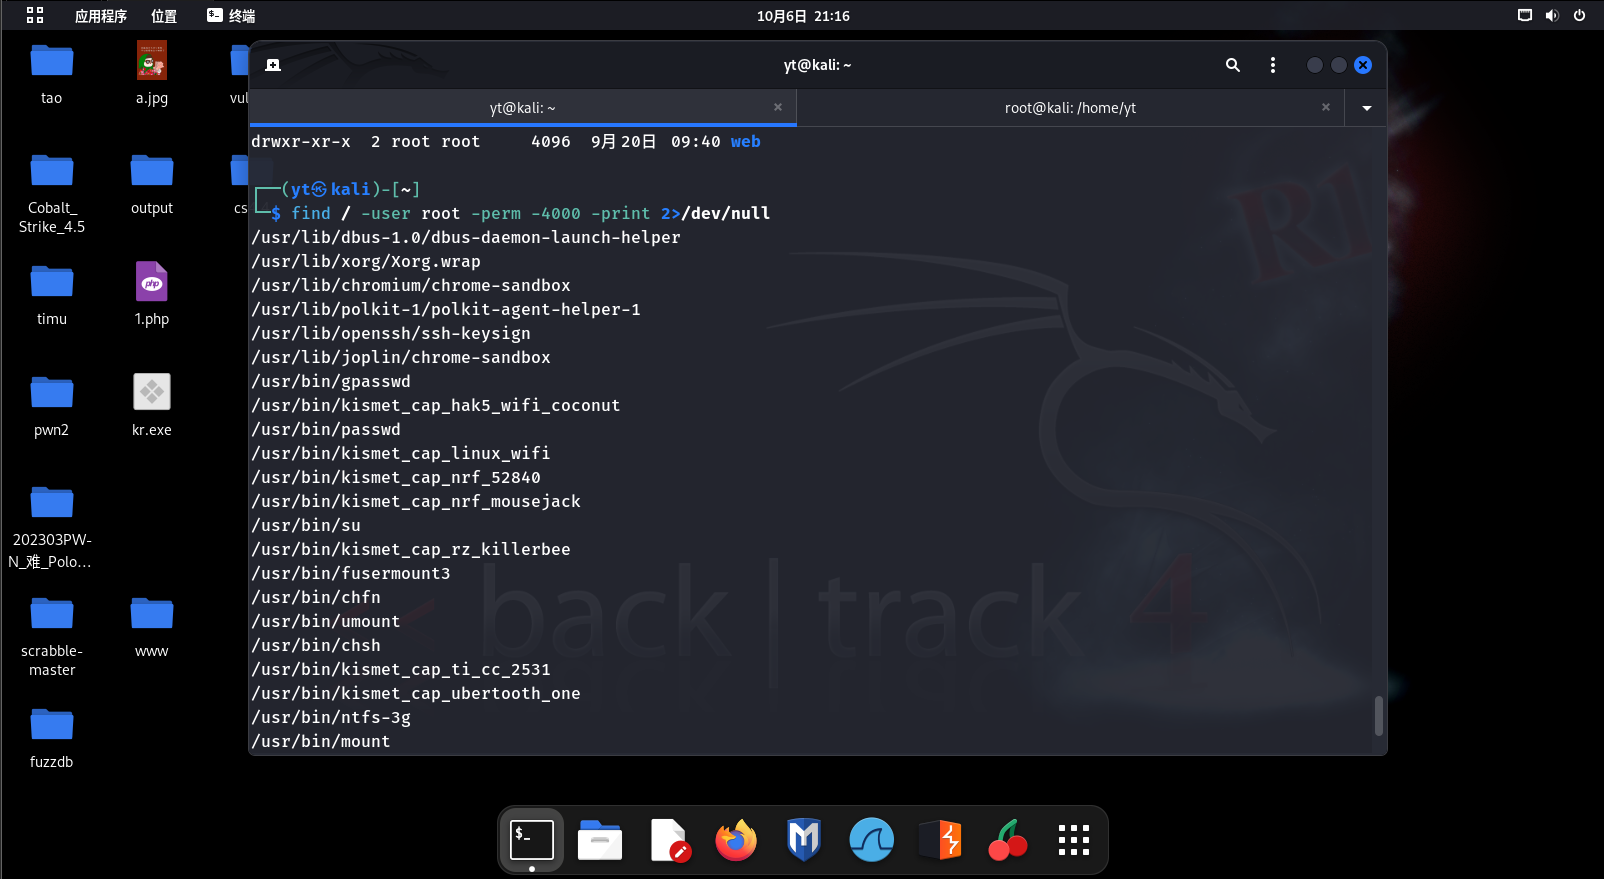 应用程序 位置 终端 10月6日 21:16
tao
a.jpg
vul
Cobalt_
Strike_4.5
output
cs
timu
1.php
php
pwn2
kr.exe
202303PW-
N_难_Polo...
scrabble-
master
www
fuzzdb
yt@kali: ~
yt@kali: ~ root@kali: /home/yt
drwxr-xr-x 2 root root 4096 9月 20日 09:40 web
(yt㉿kali)-[~]
$ find / -user root -perm -4000 -print 2>/dev/null
/usr/lib/dbus-1.0/dbus-daemon-launch-helper
/usr/lib/xorg/Xorg.wrap
/usr/lib/chromium/chrome-sandbox
/usr/lib/polkit-1/polkit-agent-helper-1
/usr/lib/openssh/ssh-keysign
/usr/lib/joplin/chrome-sandbox
/usr/bin/gpasswd
/usr/bin/kismet_cap_hak5_wifi_coconut
/usr/bin/passwd
/usr/bin/kismet_cap_linux_wifi
/usr/bin/kismet_cap_nrf_52840
/usr/bin/kismet_cap_nrf_mousejack
/usr/bin/su
/usr/bin/kismet_cap_rz_killerbee
/usr/bin/fusermount3
/usr/bin/chfn
/usr/bin/umount
/usr/bin/chsh
/usr/bin/kismet_cap_ti_cc_2531
/usr/bin/kismet_cap_ubertooth_one
/usr/bin/ntfs-3g
/usr/bin/mount
<< back | track 4
$_
M